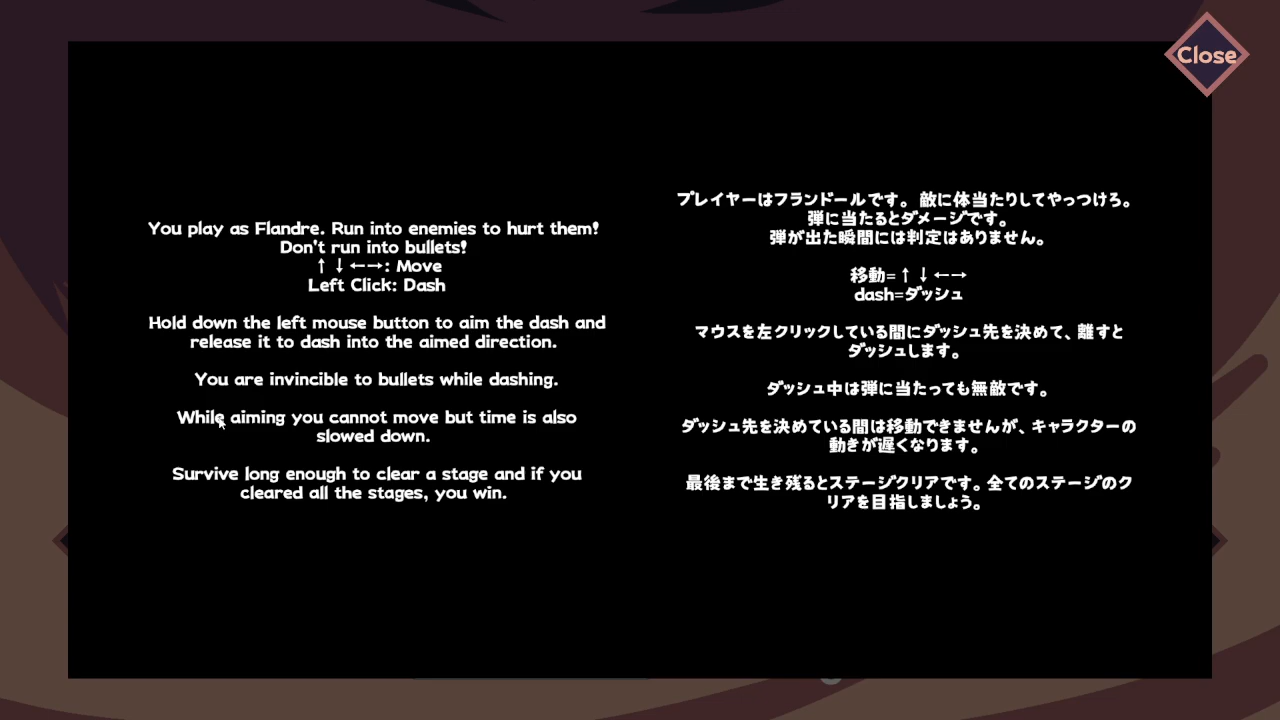 Close
You play as Flandre. Run into enemies to hurt them!
Don't run into bullets!
↑↓←→: Move
Left Click: Dash
Hold down the left mouse button to aim the dash and
release it to dash into the aimed direction.
You are invincible to bullets while dashing.
While aiming you cannot move but time is also
slowed down.
Survive long enough to clear a stage and if you
cleared all the stages, you win.
プレイヤーはフランドールです。敵に体当たりしてやっつけろ。
弾に当たるとダメージです。
弾が出た瞬間には判定はありません。
移動=↑↓←→
dash=ダッシュ
マウスを左クリックしている間にダッシュ先を決めて、離すと
ダッシュします。
ダッシュ中は弾に当たっても無敵です。
ダッシュ先を決めている間は移動できませんが、キャラクターの
動きが遅くなります。
最後まで生き残るとステージクリアです。全てのステージのク
リアを目指しましょう。